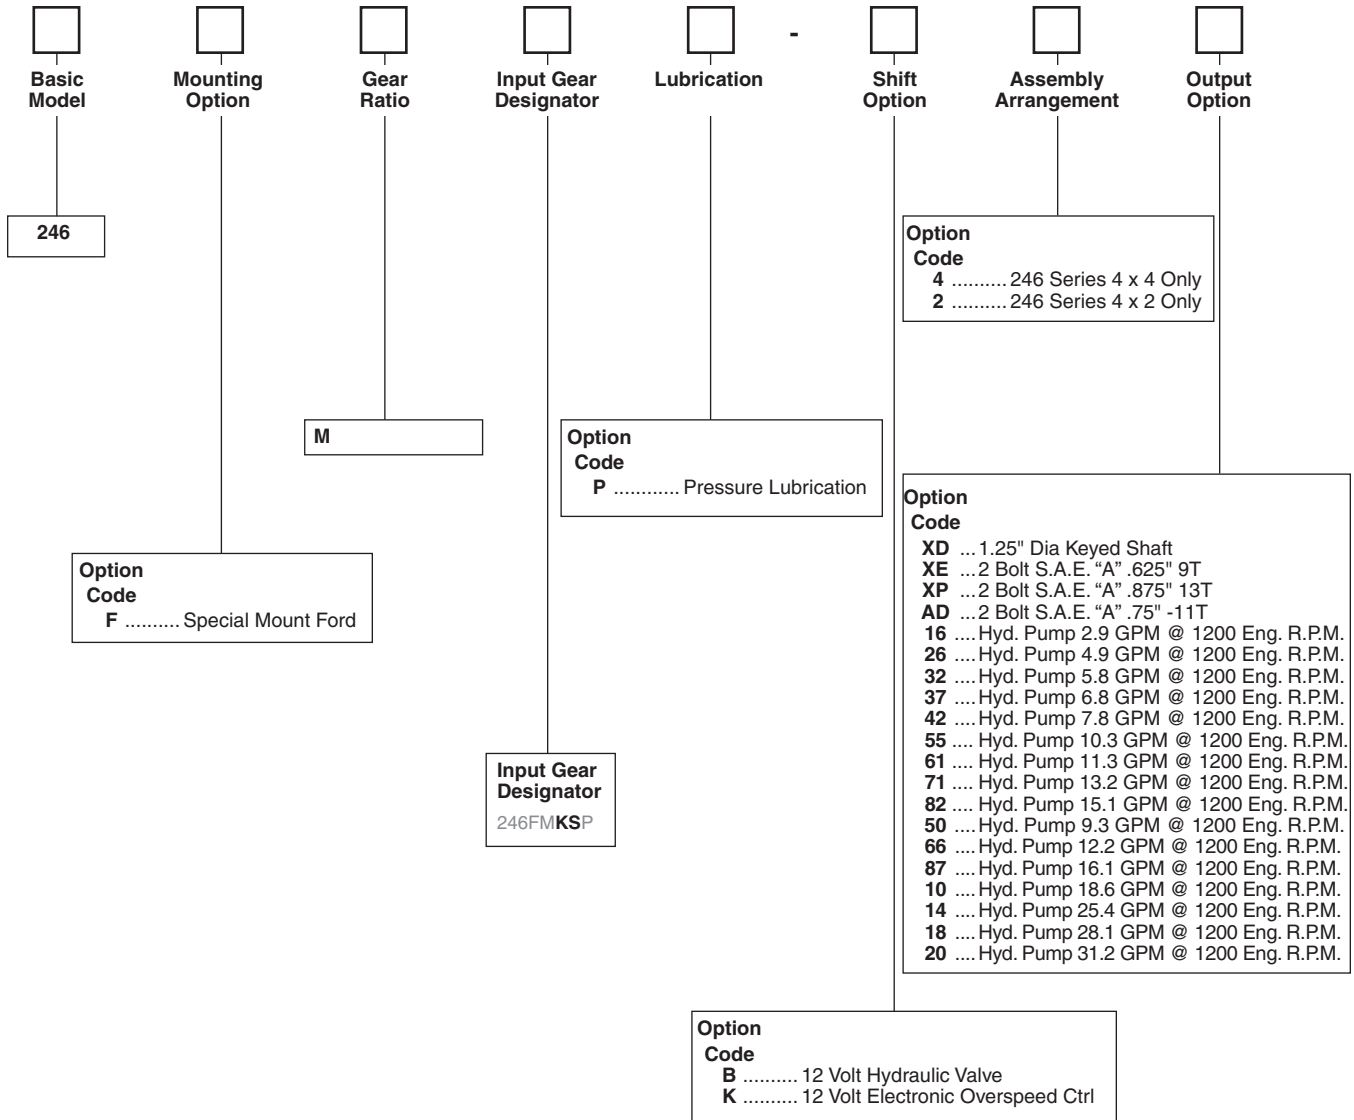 -
Basic
Model
Mounting
Option
Gear
Ratio
Input Gear
Designator
Lubrication
Shift
Option
Assembly
Arrangement
Output
Option
246
Option
Code
4 .......... 246 Series 4 x 4 Only
2 .......... 246 Series 4 x 2 Only
M
Option
Code
P ............ Pressure Lubrication
Option
Code
XD ... 1.25" Dia Keyed Shaft
XE ... 2 Bolt S.A.E. “A” .625" 9T
XP ... 2 Bolt S.A.E. “A” .875" 13T
AD ... 2 Bolt S.A.E. “A” .75" -11T
16 .... Hyd. Pump 2.9 GPM @ 1200 Eng. R.P.M.
26 .... Hyd. Pump 4.9 GPM @ 1200 Eng. R.P.M.
32 .... Hyd. Pump 5.8 GPM @ 1200 Eng. R.P.M.
37 .... Hyd. Pump 6.8 GPM @ 1200 Eng. R.P.M.
42 .... Hyd. Pump 7.8 GPM @ 1200 Eng. R.P.M.
55 .... Hyd. Pump 10.3 GPM @ 1200 Eng. R.P.M.
61 .... Hyd. Pump 11.3 GPM @ 1200 Eng. R.P.M.
71 .... Hyd. Pump 13.2 GPM @ 1200 Eng. R.P.M.
82 .... Hyd. Pump 15.1 GPM @ 1200 Eng. R.P.M.
50 .... Hyd. Pump 9.3 GPM @ 1200 Eng. R.P.M.
66 .... Hyd. Pump 12.2 GPM @ 1200 Eng. R.P.M.
87 .... Hyd. Pump 16.1 GPM @ 1200 Eng. R.P.M.
10 .... Hyd. Pump 18.6 GPM @ 1200 Eng. R.P.M.
14 .... Hyd. Pump 25.4 GPM @ 1200 Eng. R.P.M.
18 .... Hyd. Pump 28.1 GPM @ 1200 Eng. R.P.M.
20 .... Hyd. Pump 31.2 GPM @ 1200 Eng. R.P.M.
Option
Code
F .......... Special Mount Ford
Input Gear
Designator
246FMKSP
Option
Code
B .......... 12 Volt Hydraulic Valve
K .......... 12 Volt Electronic Overspeed Ctrl